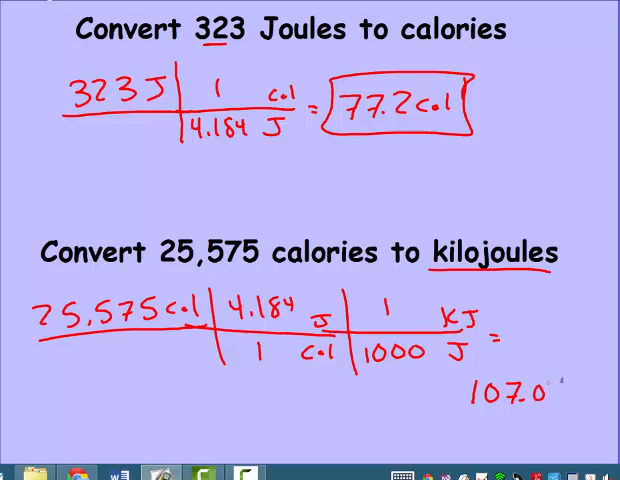 Convert 323 Joules to calories
323 J | 1 cal = 77.2 cal
4.184 J
Convert 25,575 calories to kilojoules
25,575 cal | 4.184 J | 1 KJ =
1 cal | 1000 J
107.0